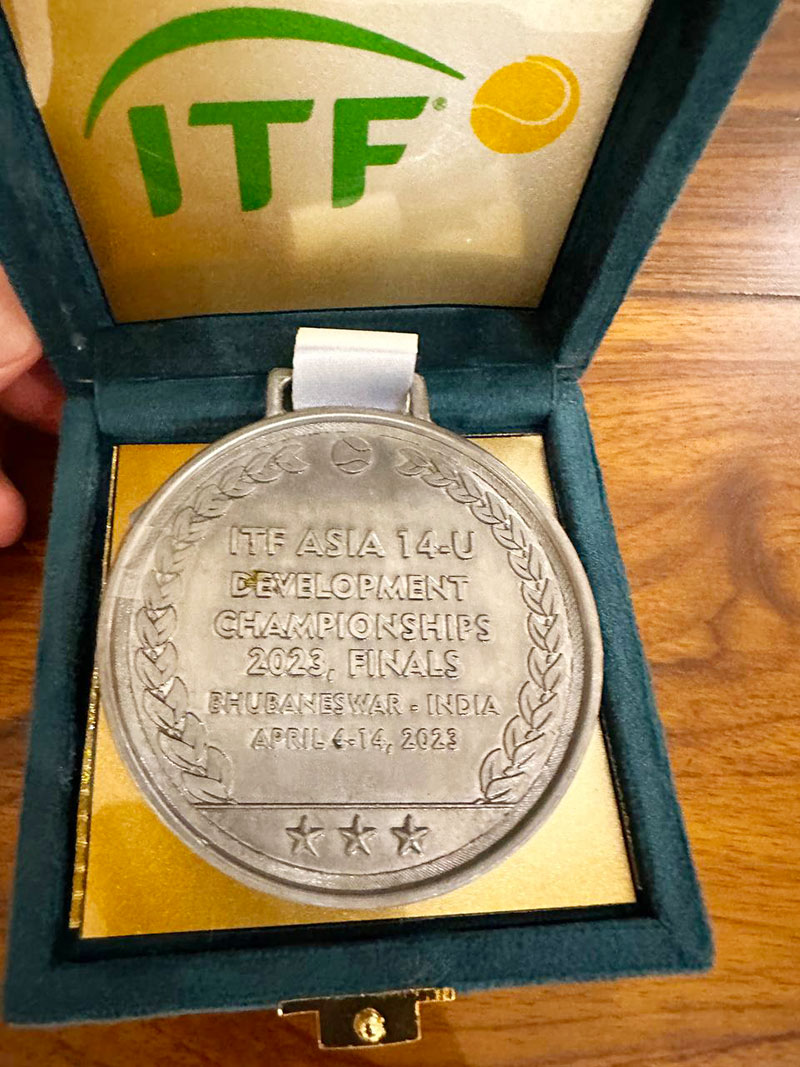 ITF®
ITF ASIA 14-U
DEVELOPMENT
CHAMPIONSHIPS
2023, FINALS
BHUBANESWAR - INDIA
APRIL 4-14, 2023